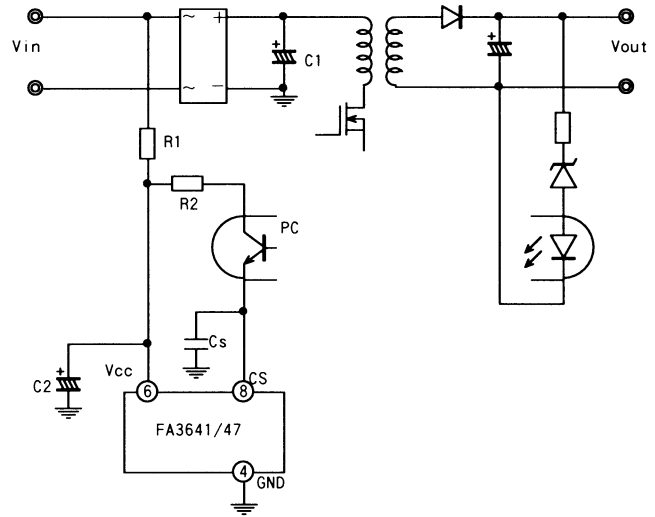 Vin
~
+
+
C1
~
−
+
Vout
R1
R2
PC
Cs
+
C2
Vcc
6
8
CS
FA3641/47
4
GND